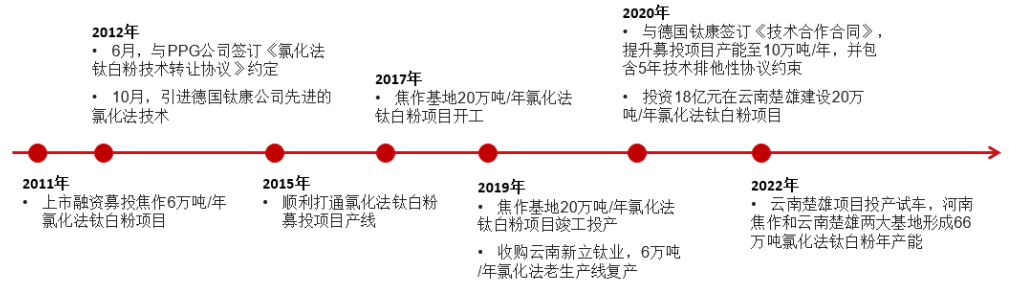 2011年
• 上市融资募投焦作6万吨/年
氯化法钛白粉项目
2012年
• 6月，与PPG公司签订《氯化法
钛白粉技术转让协议》约定
• 10月，引进德国钛康公司先进的
氯化法技术
2015年
• 顺利打通氯化法钛白粉
募投项目产线
2017年
• 焦作基地20万吨/年氯化法
钛白粉项目开工
2019年
• 焦作基地20万吨/年氯化法
钛白粉项目竣工投产
• 收购云南新立钛业，6万吨
/年氯化法老生产线复产
2020年
• 与德国钛康签订《技术合作合同》，
提升募投项目产能至10万吨/年，并包
含5年技术排他性协议约束
• 投资18亿元在云南楚雄建设20万
吨/年氯化法钛白粉项目
2022年
• 云南楚雄项目投产试车，河南
焦作和云南楚雄两大基地形成66
万吨氯化法钛白粉年产能